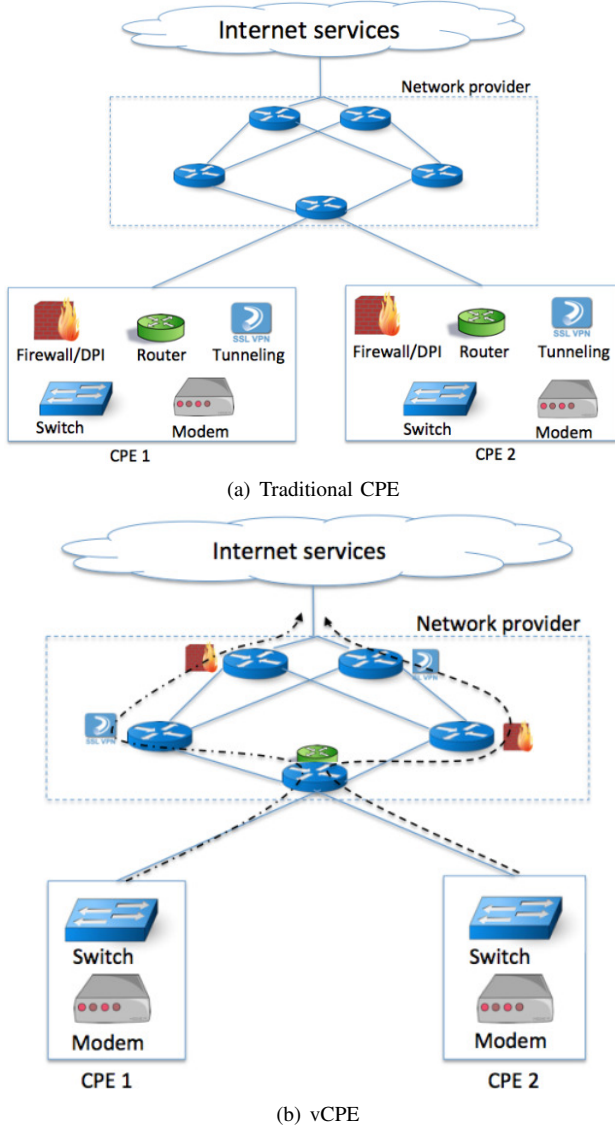 Internet services
Network provider
SSL VPN
SSL VPN
Firewall/DPI Router Tunneling
Firewall/DPI Router Tunneling
Switch Modem
Switch Modem
CPE 1
CPE 2
(a) Traditional CPE
Internet services
Network provider
SSL VPN
SSL VPN
Switch
Switch
Modem
Modem
CPE 1
CPE 2
(b) vCPE